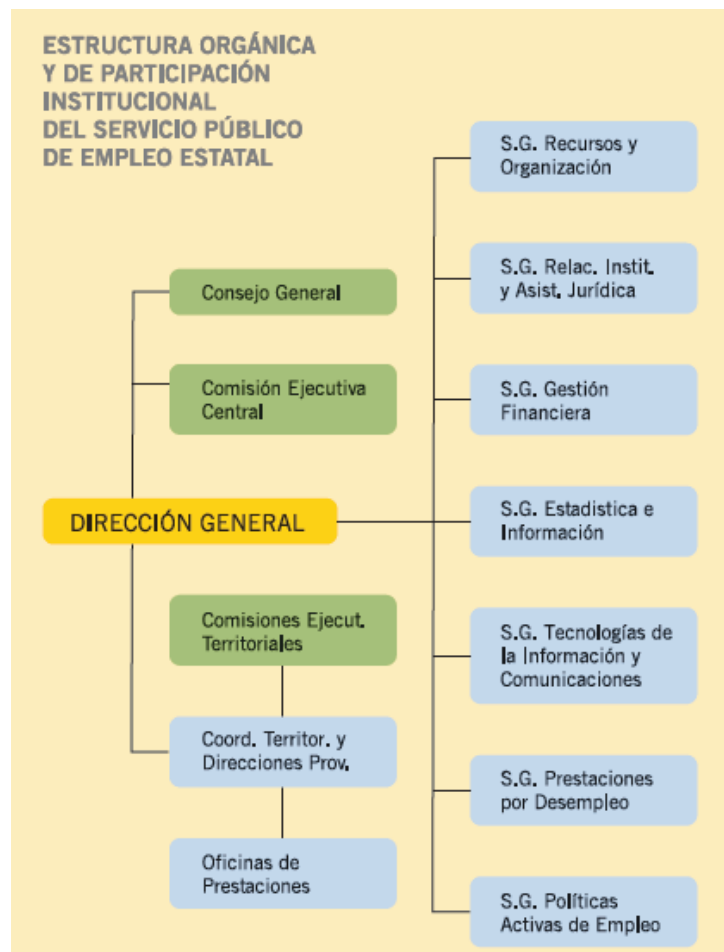 ESTRUCTURA ORGÁNICA
Y DE PARTICIPACIÓN
INSTITUCIONAL
DEL SERVICIO PÚBLICO
DE EMPLEO ESTATAL
Consejo General
Comisión Ejecutiva
Central
DIRECCIÓN GENERAL
Comisiones Ejecut.
Territoriales
Coord. Territor. y
Direcciones Prov.
Oficinas de
Prestaciones
S.G. Recursos y
Organización
S.G. Relac. Instit.
y Asist. Jurídica
S.G. Gestión
Financiera
S.G. Estadistica e
Información
S.G. Tecnologías de
la Información y
Comunicaciones
S.G. Prestaciones
por Desempleo
S.G. Políticas
Activas de Empleo